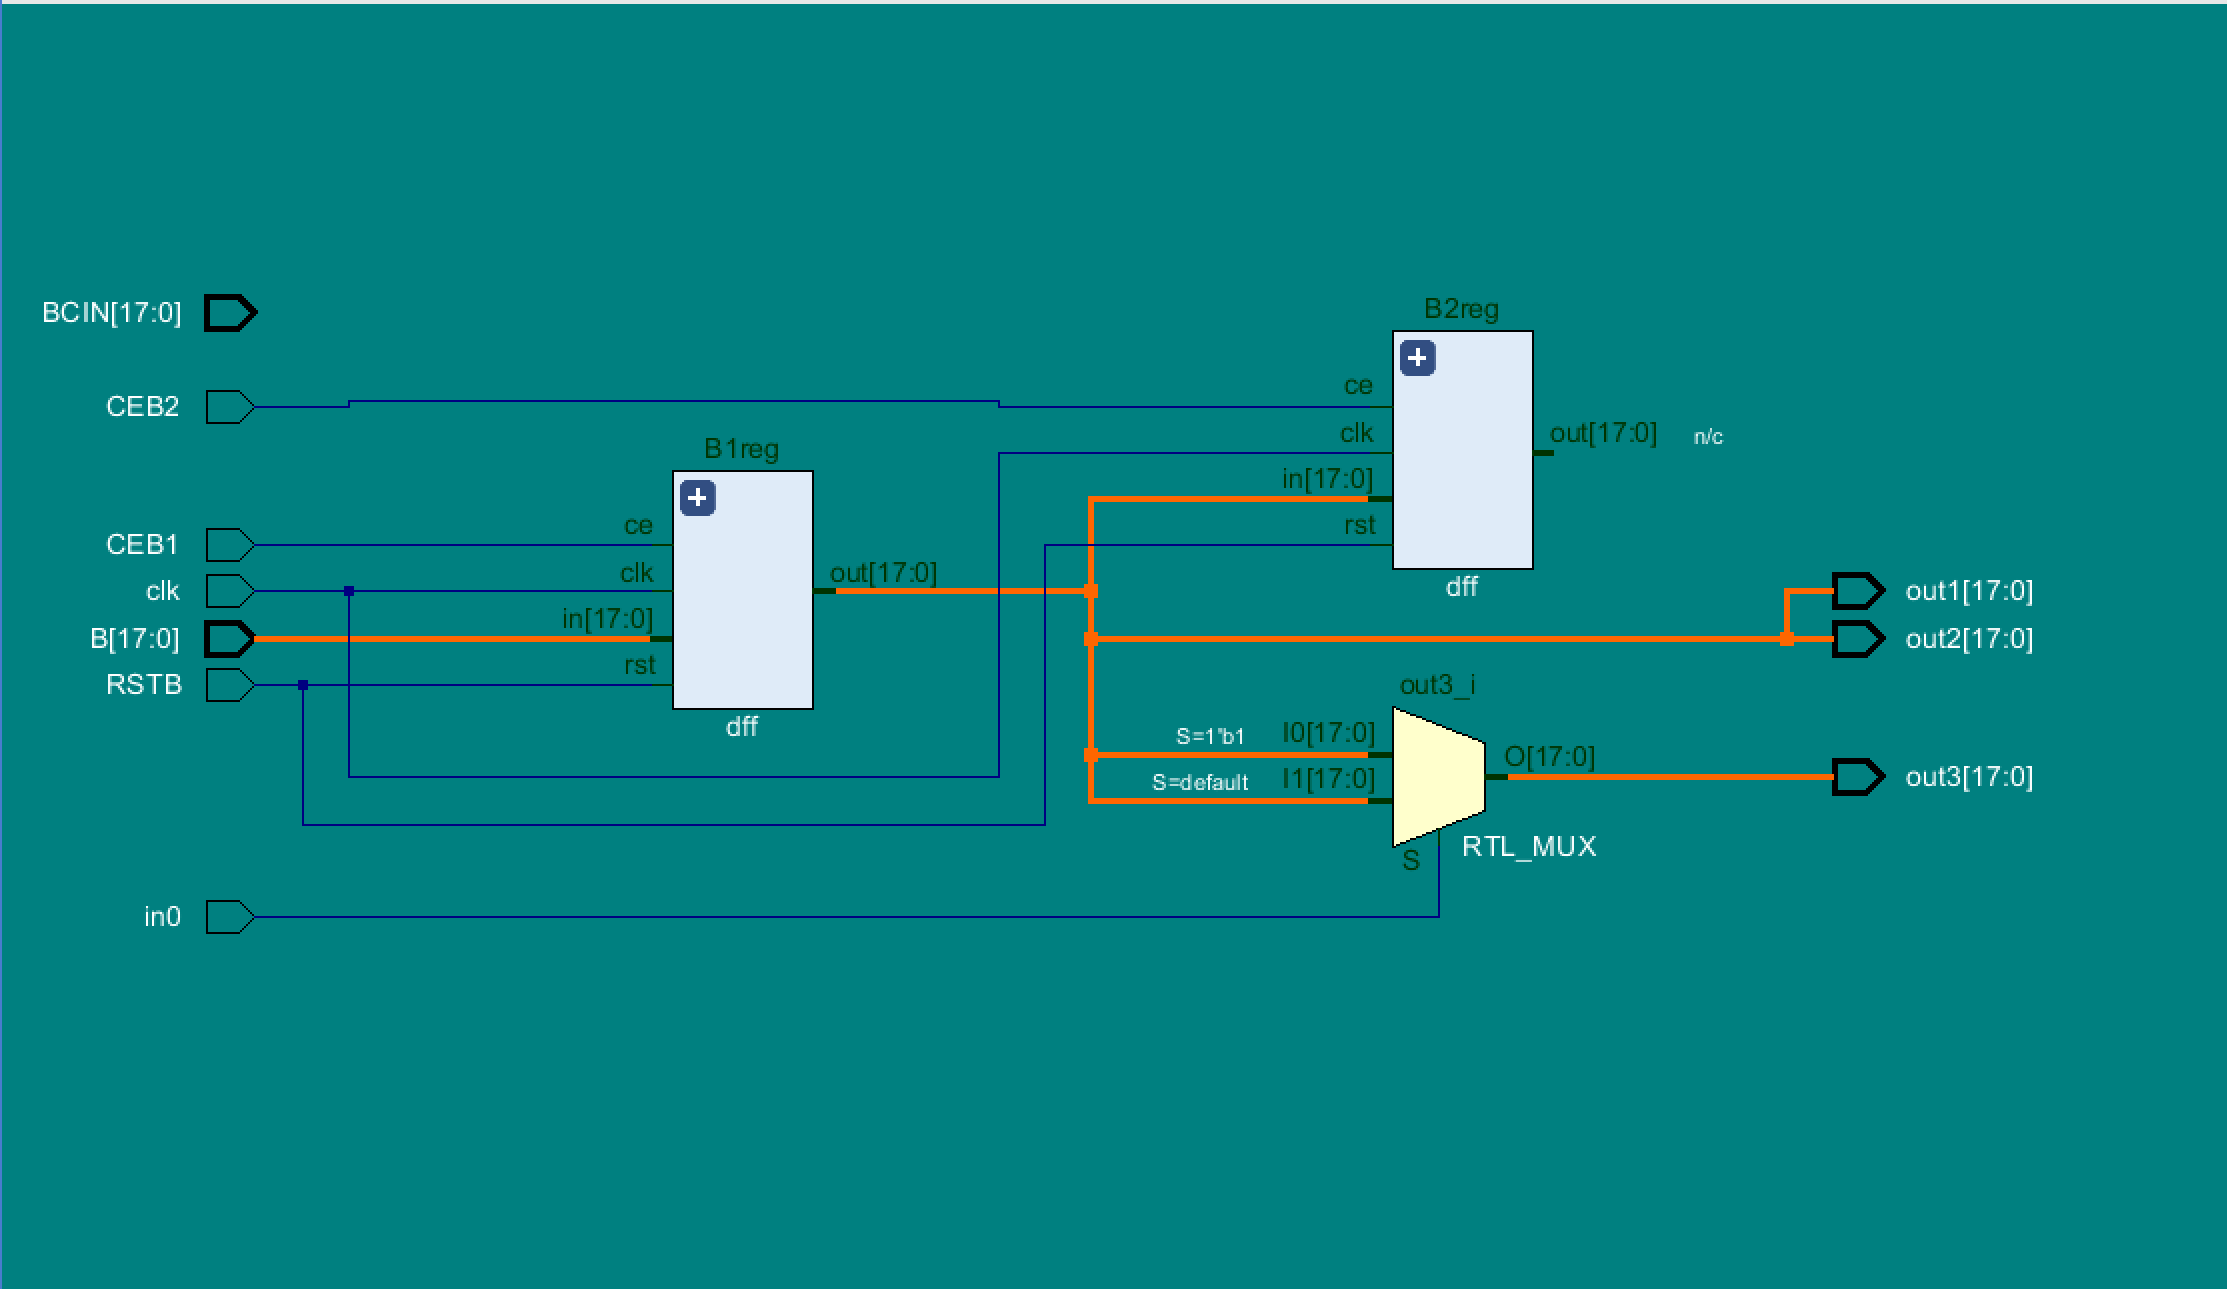 BCIN[17:0]
B2reg
CEB2
ce
clk
out[17:0]
n/c
B1reg
in[17:0]
rst
CEB1
ce
clk
clk
out[17:0]
dff
out1[17:0]
B[17:0]
in[17:0]
out2[17:0]
RSTB
rst
out3_i
dff
S=1'b1
I0[17:0]
S=default
I1[17:0]
O[17:0]
out3[17:0]
S
RTL_MUX
in0